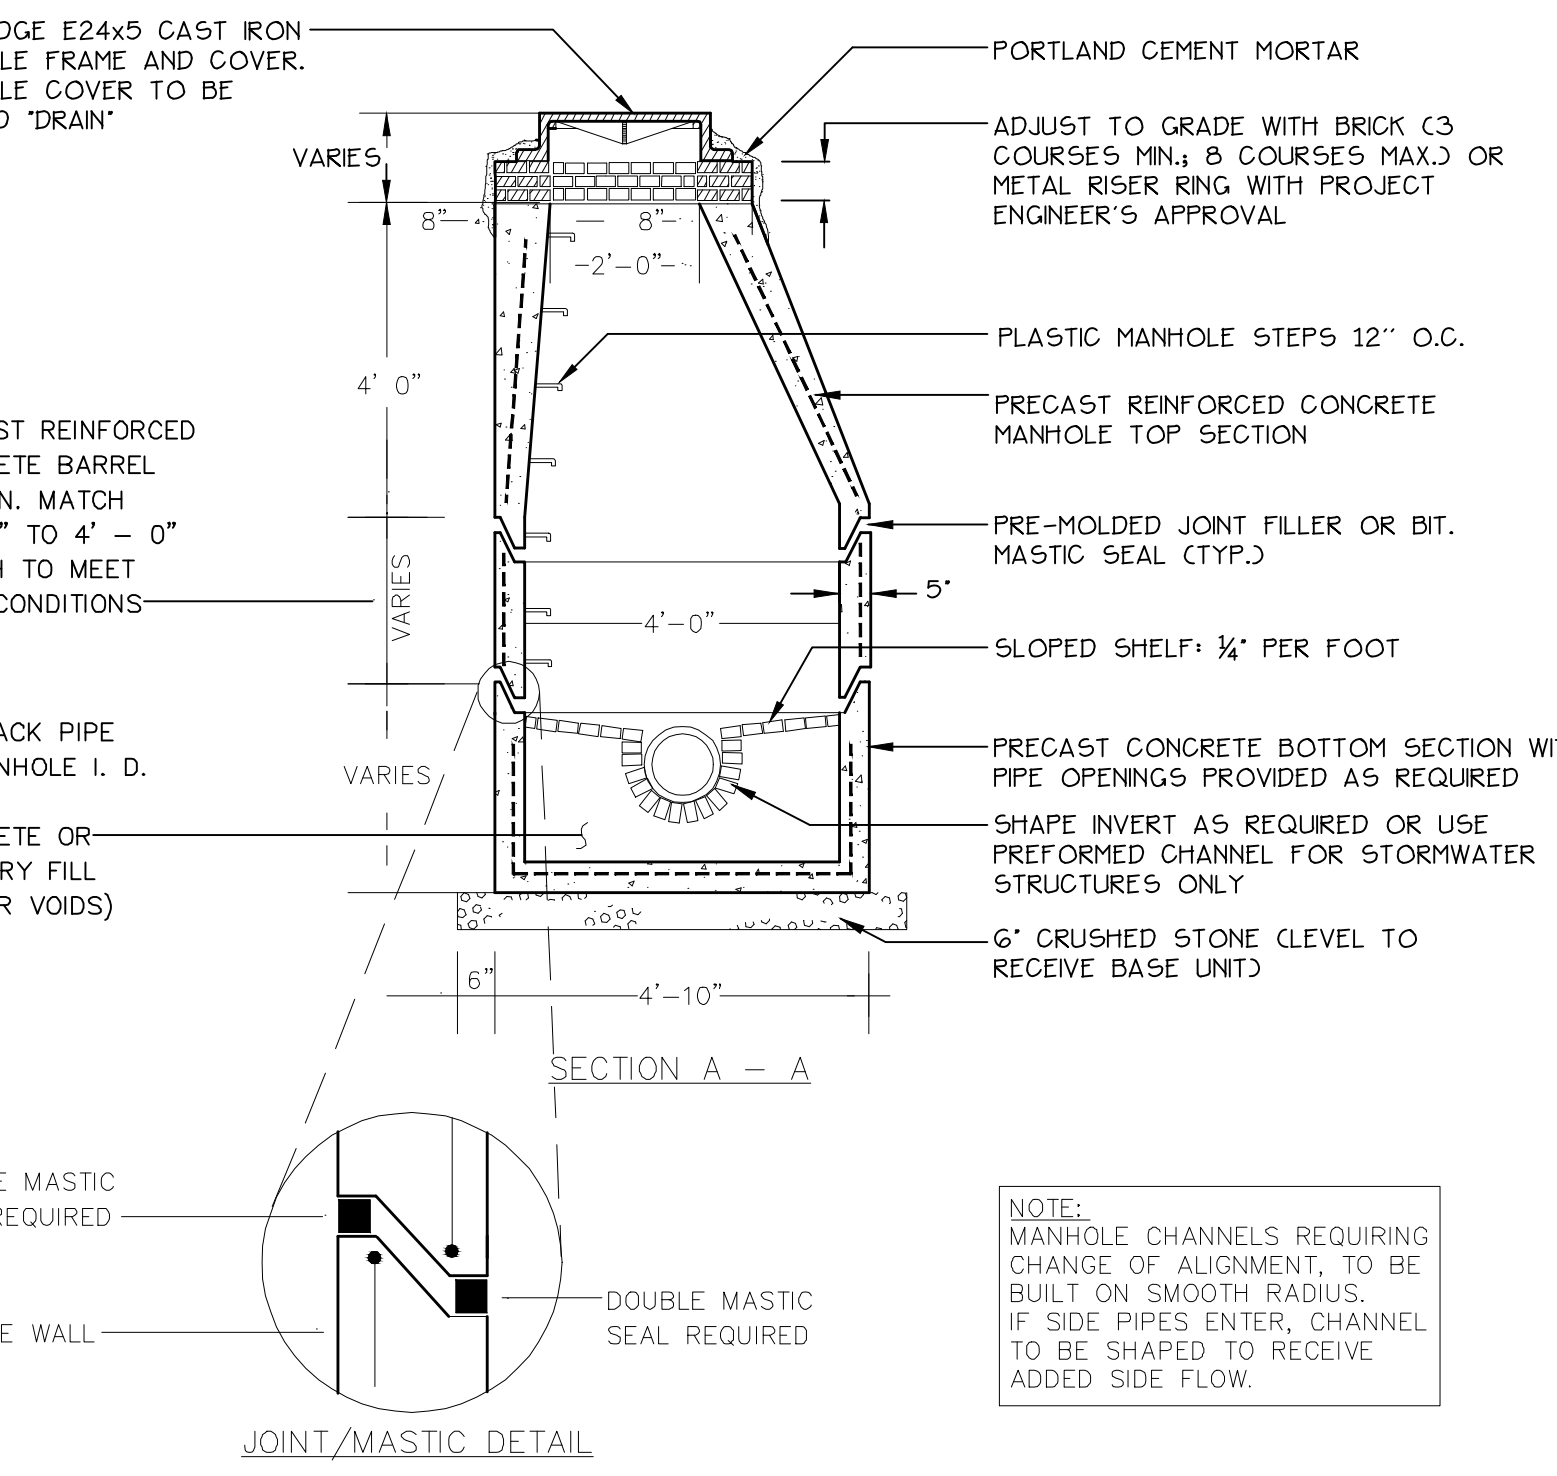 DGE E24x5 CAST IRON
LE FRAME AND COVER.
LE COVER TO BE
D "DRAIN"
PORTLAND CEMENT MORTAR
ADJUST TO GRADE WITH BRICK (3
COURSES MIN.; 8 COURSES MAX.) OR
METAL RISER RING WITH PROJECT
ENGINEER'S APPROVAL
VARIES
8"
8"
2'-0"
PLASTIC MANHOLE STEPS 12'' O.C.
4' 0"
PRECAST REINFORCED CONCRETE
MANHOLE TOP SECTION
ST REINFORCED
ETE BARREL
N. MATCH
" TO 4' – 0"
H TO MEET
CONDITIONS
PRE-MOLDED JOINT FILLER OR BIT.
MASTIC SEAL (TYP.)
VARIES
5"
4'-0"
SLOPED SHELF: ¼" PER FOOT
ACK PIPE
NHOLE I. D.
VARIES
PRECAST CONCRETE BOTTOM SECTION WI
PIPE OPENINGS PROVIDED AS REQUIRED
ETE OR
RY FILL
R VOIDS)
SHAPE INVERT AS REQUIRED OR USE
PREFORMED CHANNEL FOR STORMWATER
STRUCTURES ONLY
6" CRUSHED STONE (LEVEL TO
RECEIVE BASE UNIT)
6"
4'-10"
SECTION A – A
E MASTIC
REQUIRED
E WALL
DOUBLE MASTIC
SEAL REQUIRED
JOINT/MASTIC DETAIL
NOTE:
MANHOLE CHANNELS REQUIRING
CHANGE OF ALIGNMENT, TO BE
BUILT ON SMOOTH RADIUS.
IF SIDE PIPES ENTER, CHANNEL
TO BE SHAPED TO RECEIVE
ADDED SIDE FLOW.